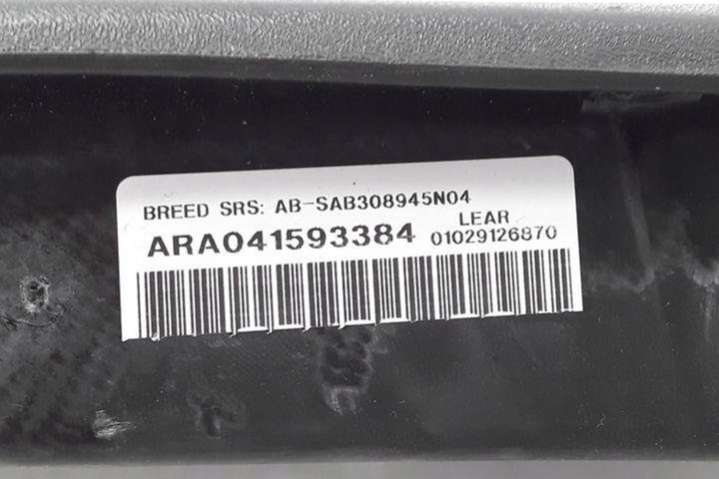 BREED SRS: AB-SAB308945N04
LEAR
ARA041593384 01029126870